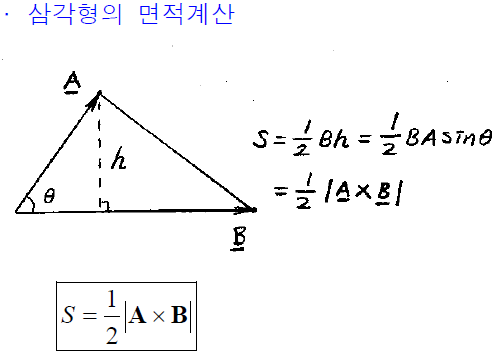 · 삼각형의 면적계산
A
h
θ
B
S = 1/2 Bh = 1/2 BA sinθ
= 1/2 |A × B|
S = 1/2 |A × B|